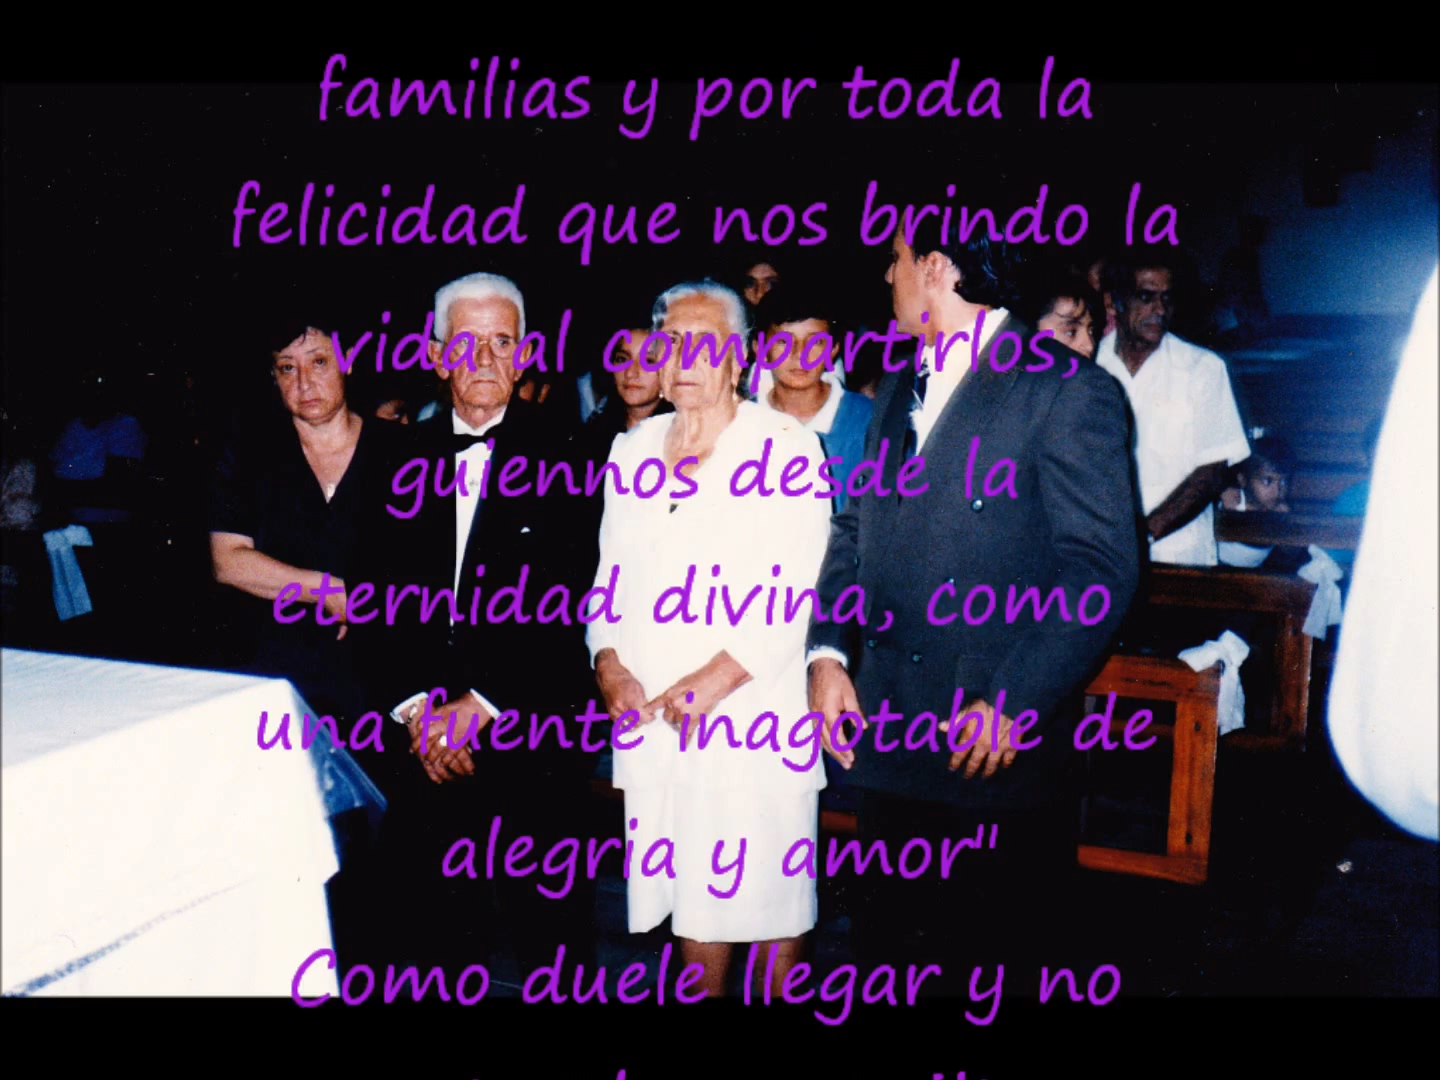 familias y por toda la
felicidad que nos brindo la
vida al compartirlos,
guiennos desde la
eternidad divina, como
una fuente inagotable de
alegria y amor"
Como duele llegar y no